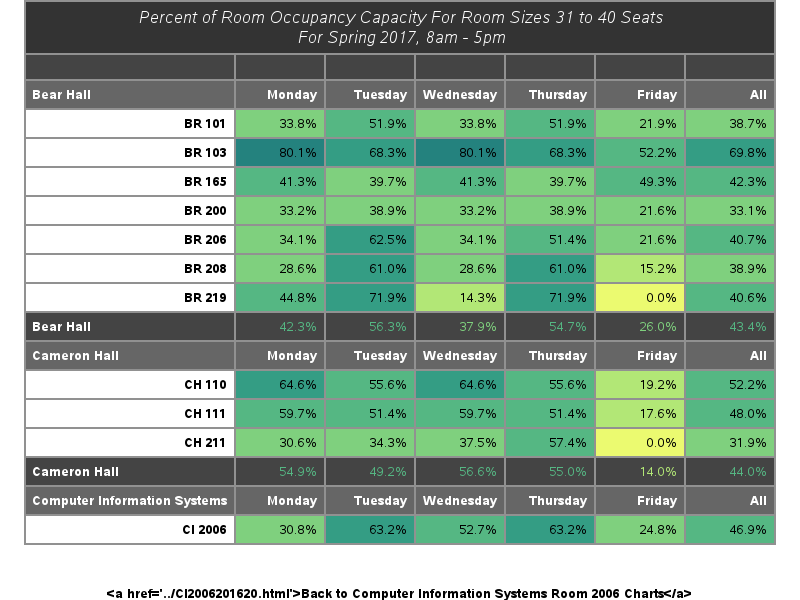 Percent of Room Occupancy Capacity For Room Sizes 31 to 40 Seats
For Spring 2017, 8am - 5pm
Bear Hall Monday Tuesday Wednesday Thursday Friday All
BR 101 33.8% 51.9% 33.8% 51.9% 21.9% 38.7%
BR 103 80.1% 68.3% 80.1% 68.3% 52.2% 69.8%
BR 165 41.3% 39.7% 41.3% 39.7% 49.3% 42.3%
BR 200 33.2% 38.9% 33.2% 38.9% 21.6% 33.1%
BR 206 34.1% 62.5% 34.1% 51.4% 21.6% 40.7%
BR 208 28.6% 61.0% 28.6% 61.0% 15.2% 38.9%
BR 219 44.8% 71.9% 14.3% 71.9% 0.0% 40.6%
Bear Hall 42.3% 56.3% 37.9% 54.7% 26.0% 43.4%
Cameron Hall Monday Tuesday Wednesday Thursday Friday All
CH 110 64.6% 55.6% 64.6% 55.6% 19.2% 52.2%
CH 111 59.7% 51.4% 59.7% 51.4% 17.6% 48.0%
CH 211 30.6% 34.3% 37.5% 57.4% 0.0% 31.9%
Cameron Hall 54.9% 49.2% 56.6% 55.0% 14.0% 44.0%
Computer Information Systems Monday Tuesday Wednesday Thursday Friday All
CI 2006 30.8% 63.2% 52.7% 63.2% 24.8% 46.9%
<a href='../CI2006201620.html'>Back to Computer Information Systems Room 2006 Charts</a>